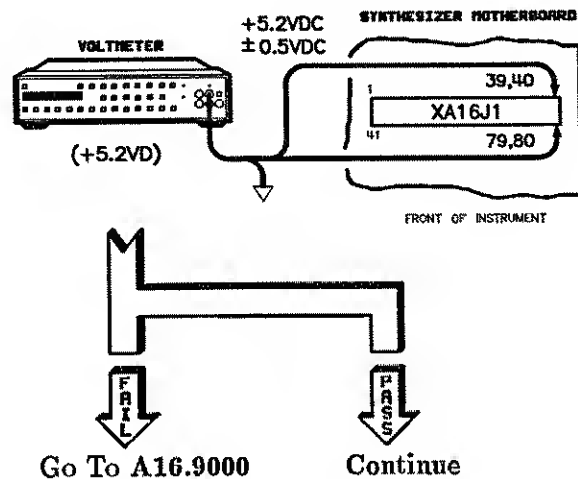 +5.2VDC
±0.5VDC
SYNTHESIZER MOTHERBOARD
VOLTMETER
39,40
1
XA16J1
41
79,80
(+5.2VD)
FRONT OF INSTRUMENT
FAIL
PASS
Go To A16.9000
Continue